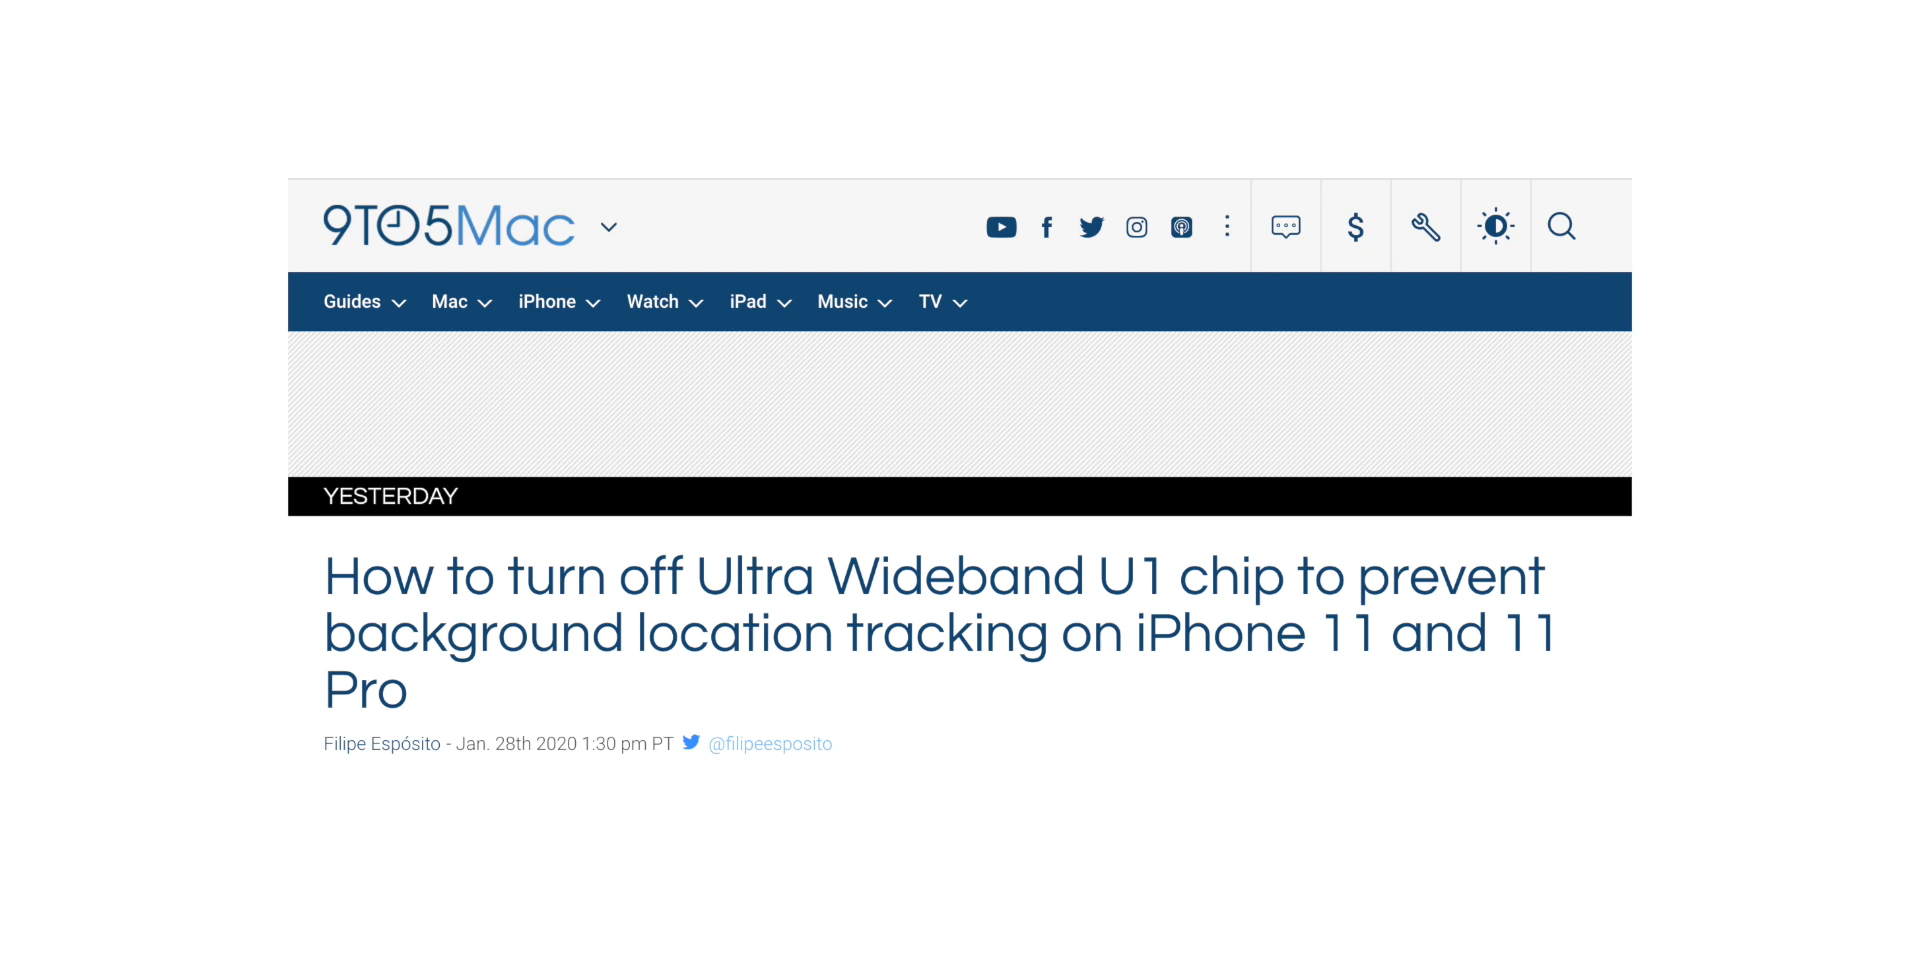 9TO5Mac
Guides Mac iPhone Watch iPad Music TV
YESTERDAY
How to turn off Ultra Wideband U1 chip to prevent
background location tracking on iPhone 11 and 11
Pro
Filipe Espósito - Jan. 28th 2020 1:30 pm PT @filipeesposito